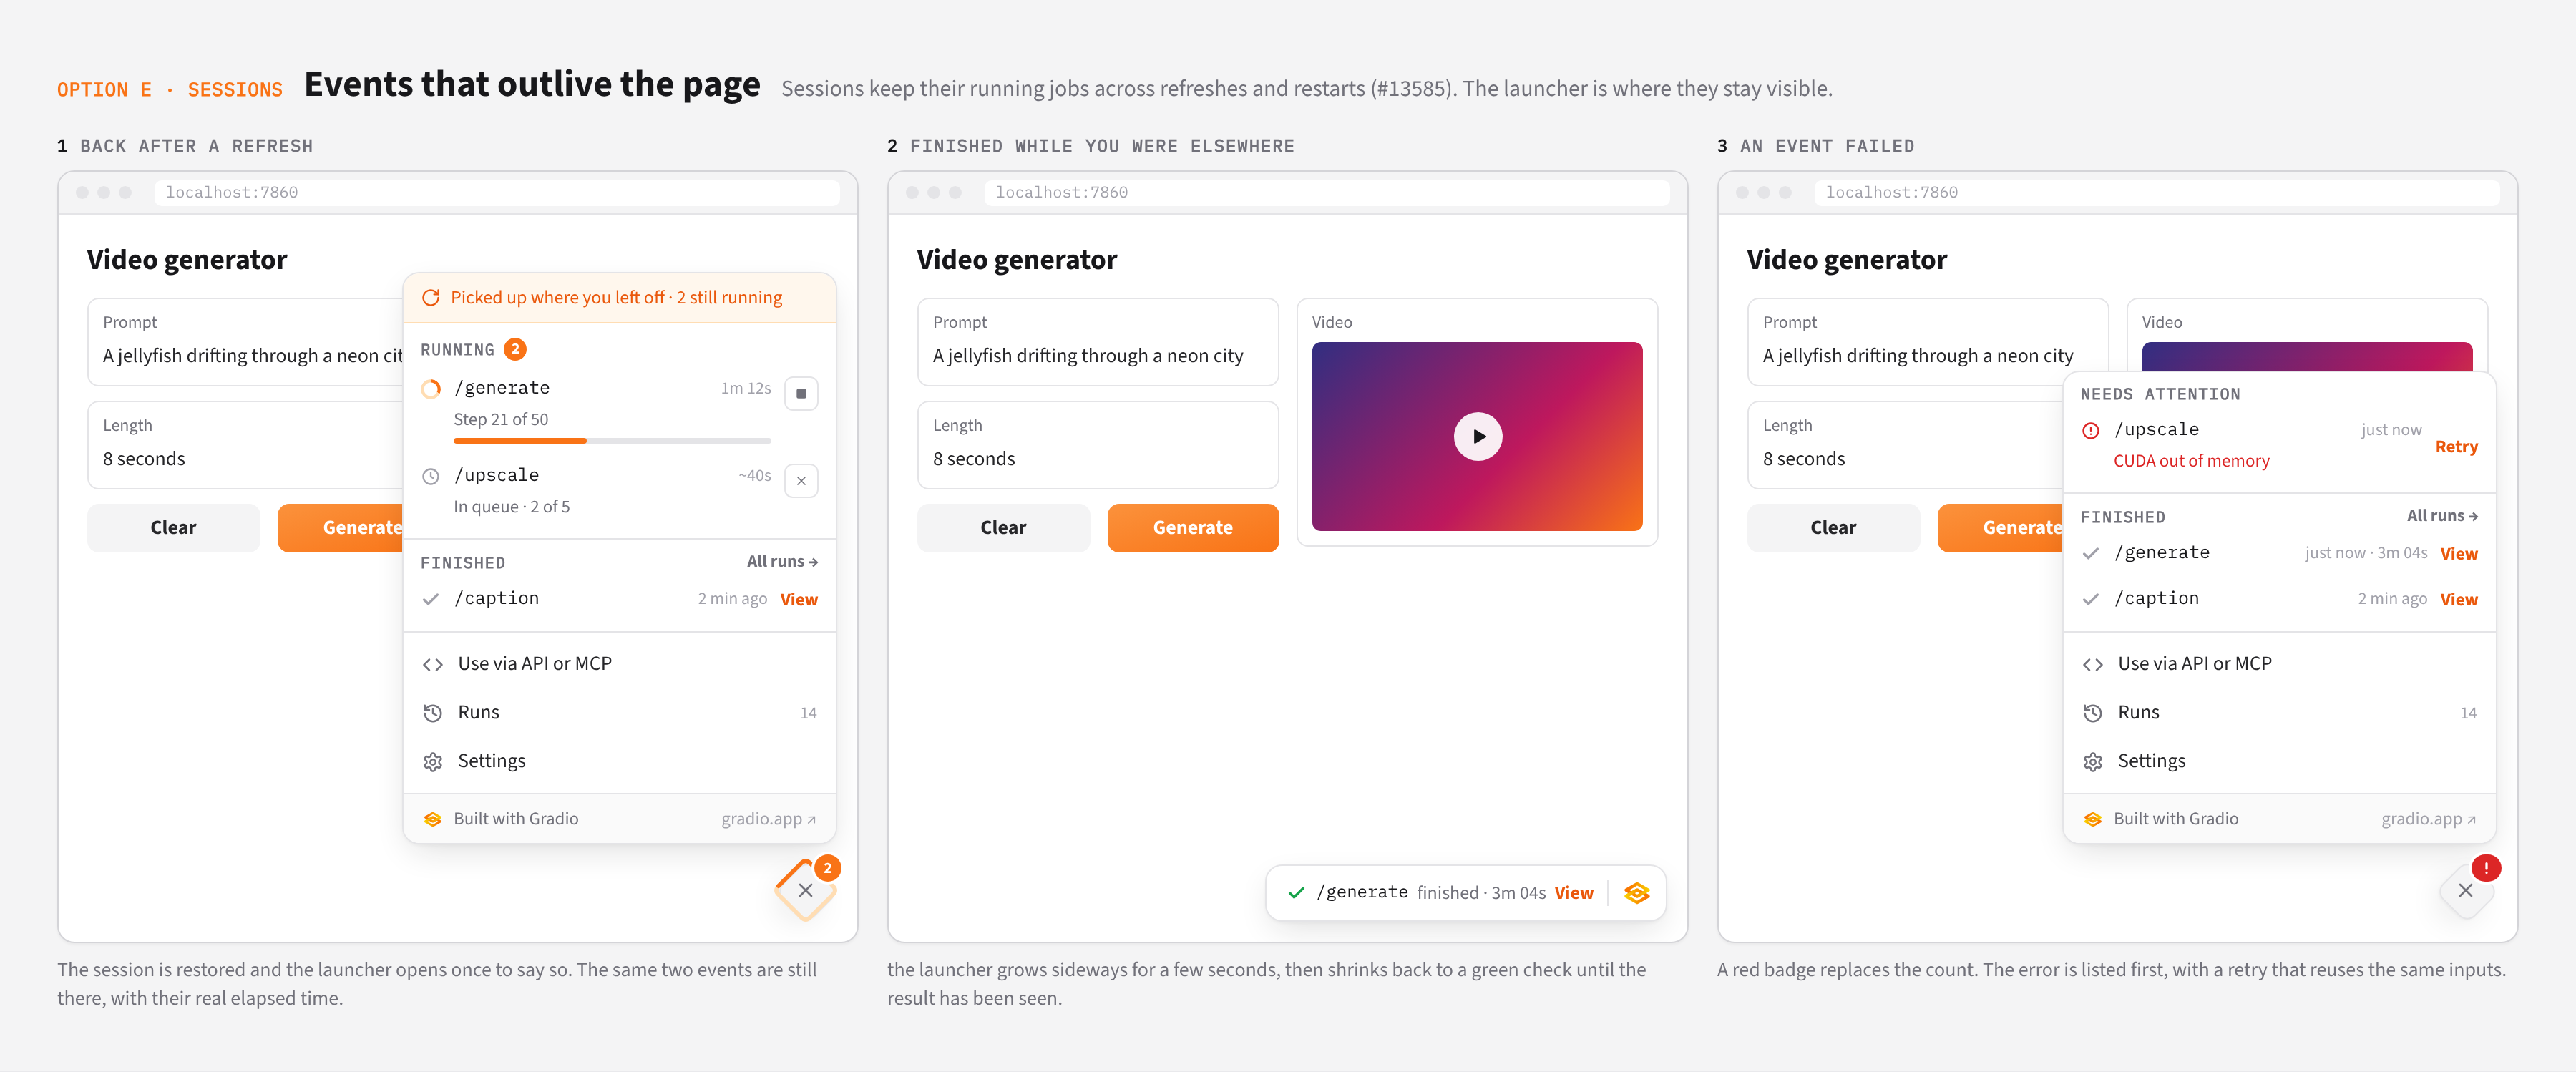 OPTION E · SESSIONS Events that outlive the page Sessions keep their running jobs across refreshes and restarts (#13585). The launcher is where they stay visible.
1 BACK AFTER A REFRESH
localhost:7860
Video generator
Prompt
A jellyfish drifting through a neon cit
Length
8 seconds
Clear
Generate
Picked up where you left off · 2 still running
RUNNING 2
/generate 1m 12s
Step 21 of 50
/upscale ~40s
In queue · 2 of 5
FINISHED All runs →
/caption 2 min ago View
Use via API or MCP
Runs 14
Settings
Built with Gradio gradio.app ↗
2
The session is restored and the launcher opens once to say so. The same two events are still
there, with their real elapsed time.
2 FINISHED WHILE YOU WERE ELSEWHERE
localhost:7860
Video generator
Prompt
A jellyfish drifting through a neon city
Length
8 seconds
Clear
Generate
Video
/generate finished · 3m 04s View
the launcher grows sideways for a few seconds, then shrinks back to a green check until the
result has been seen.
3 AN EVENT FAILED
localhost:7860
Video generator
Prompt
A jellyfish drifting through a neon city
Length
8 seconds
Clear
Generate
Video
NEEDS ATTENTION
/upscale just now
CUDA out of memory
Retry
FINISHED All runs →
/generate just now · 3m 04s View
/caption 2 min ago View
Use via API or MCP
Runs 14
Settings
Built with Gradio gradio.app ↗
!
A red badge replaces the count. The error is listed first, with a retry that reuses the same inputs.